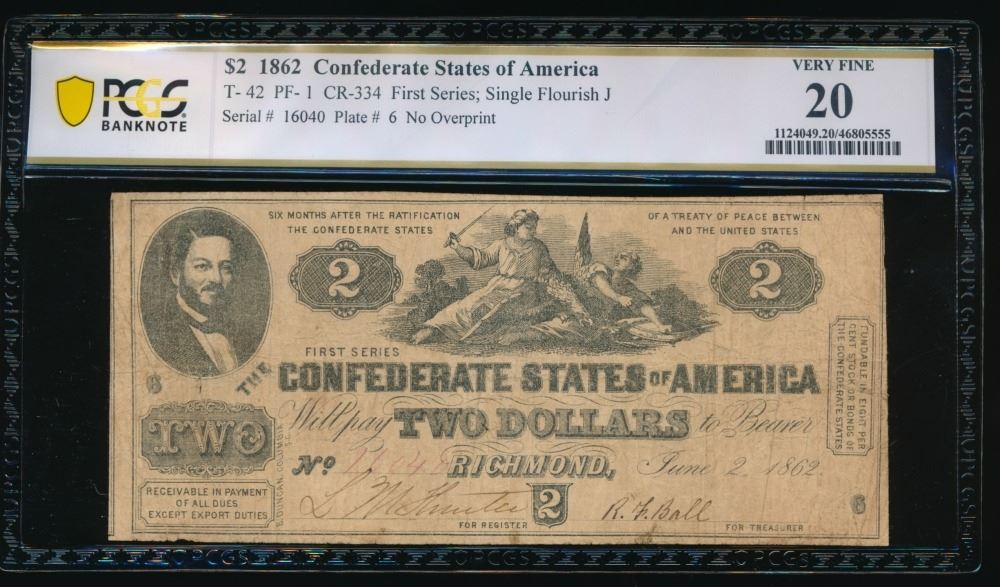 $2 1862 Confederate States of America
T- 42 PF- 1 CR-334 First Series; Single Flourish J
Serial # 16040 Plate # 6 No Overprint
PCGS
BANKNOTE
VERY FINE
20
1124049.20/46805555
SIX MONTHS AFTER THE RATIFICATION OF A TREATY OF PEACE BETWEEN
THE CONFEDERATE STATES AND THE UNITED STATES
2
2
FIRST SERIES
6
THE CONFEDERATE STATES OF AMERICA
Will pay TWO DOLLARS to Bearer
TWO
No RICHMOND, June 2 1862.
FUNDABLE IN EIGHT PER
CENT STOCK OR BONDS OF
THE CONFEDERATE STATES
RECEIVABLE IN PAYMENT
OF ALL DUES
EXCEPT EXPORT DUTIES
2
R. F. Ball
6
FOR REGISTER
FOR TREASURER